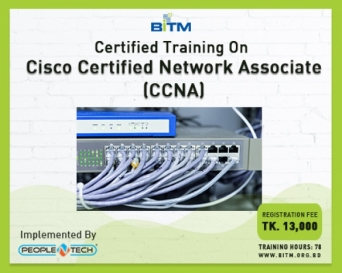 BiTM
Certified Training On
Cisco Certified Network Associate
(CCNA)
REGISTRATION FEE
TK. 13,000
Implemented By
PEOPLE N TECH
TRAINING HOURS: 78
WWW.BITM.ORG.BD